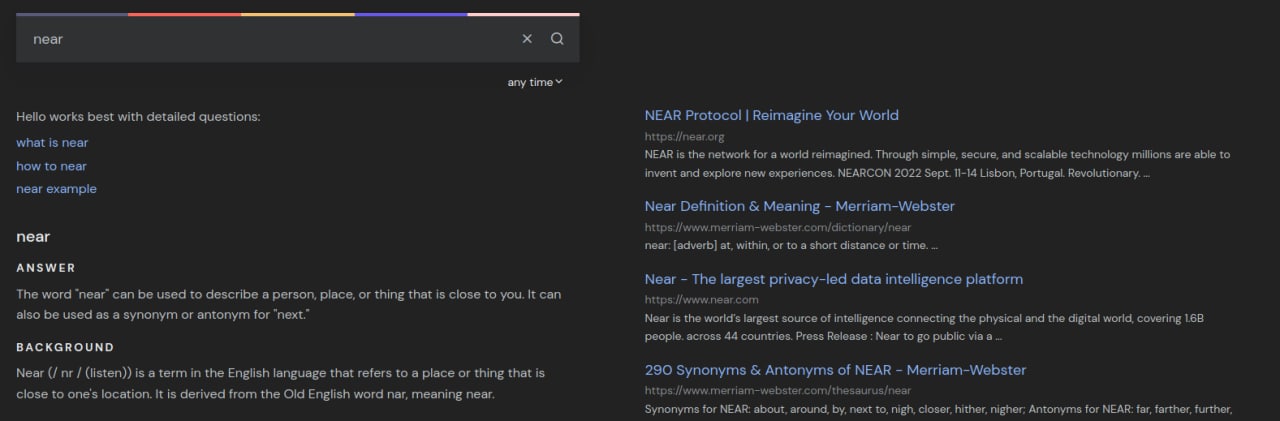 near
any time
Hello works best with detailed questions:
what is near
how to near
near example
near
ANSWER
The word "near" can be used to describe a person, place, or thing that is close to you. It can
also be used as a synonym or antonym for "next."
BACKGROUND
Near (/ nr / (listen)) is a term in the English language that refers to a place or thing that is
close to one's location. It is derived from the Old English word nar, meaning near.
NEAR Protocol | Reimagine Your World
https://near.org
NEAR is the network for a world reimagined. Through simple, secure, and scalable technology millions are able to
invent and explore new experiences. NEARCON 2022 Sept. 11-14 Lisbon, Portugal. Revolutionary. ...
Near Definition & Meaning - Merriam-Webster
https://www.merriam-webster.com/dictionary/near
near: [adverb] at, within, or to a short distance or time. ...
Near - The largest privacy-led data intelligence platform
https://www.near.com
Near is the world's largest source of intelligence connecting the physical and the digital world, covering 1.6B
people. across 44 countries. Press Release : Near to go public via a ...
290 Synonyms & Antonyms of NEAR - Merriam-Webster
https://www.merriam-webster.com/thesaurus/near
Synonyms for NEAR: about, around, by, next to, nigh, closer, hither, nigher; Antonyms for NEAR: far, farther, further,